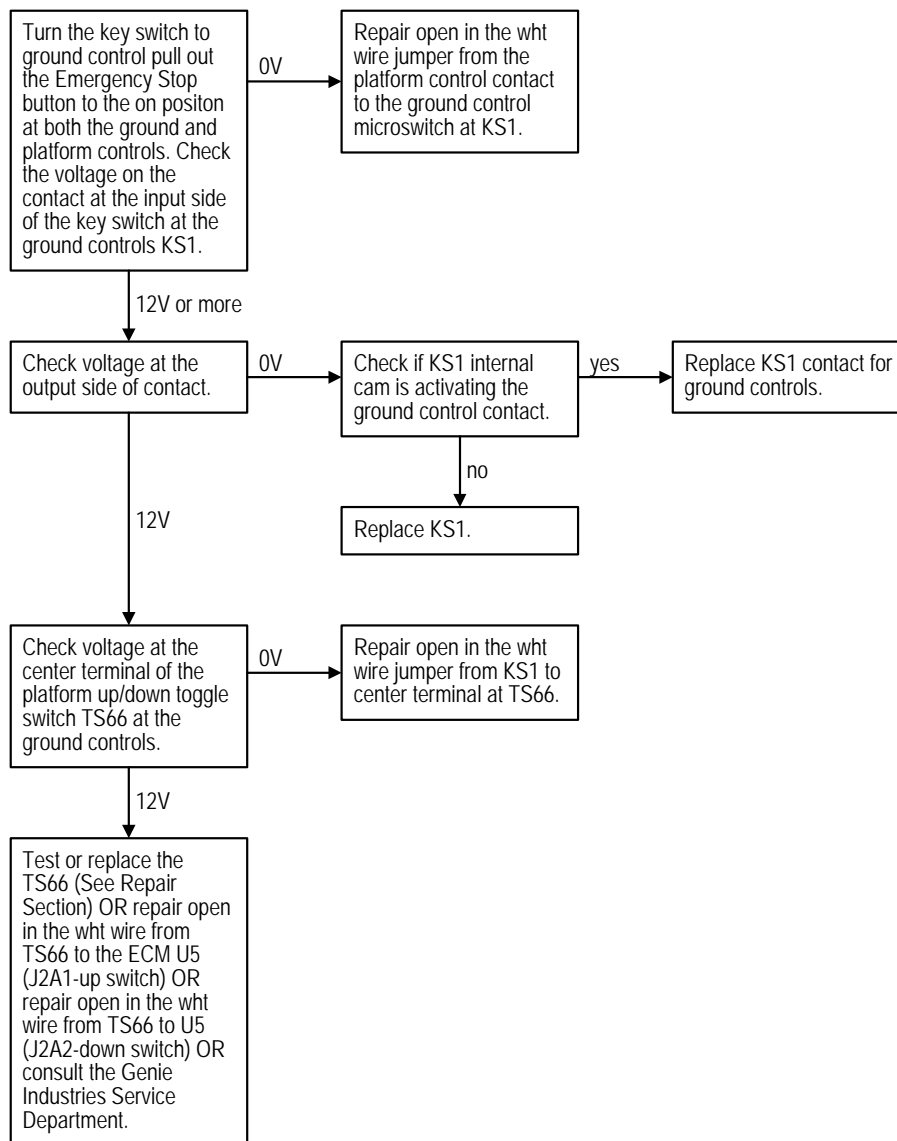 Turn the key switch to
ground control pull out
the Emergency Stop
button to the on positon
at both the ground and
platform controls. Check
the voltage on the
contact at the input side
of the key switch at the
ground controls KS1.
0V
Repair open in the wht
wire jumper from the
platform control contact
to the ground control
microswitch at KS1.
12V or more
Check voltage at the
output side of contact.
0V
Check if KS1 internal
cam is activating the
ground control contact.
yes
Replace KS1 contact for
ground controls.
no
Replace KS1.
12V
Check voltage at the
center terminal of the
platform up/down toggle
switch TS66 at the
ground controls.
0V
Repair open in the wht
wire jumper from KS1 to
center terminal at TS66.
12V
Test or replace the
TS66 (See Repair
Section) OR repair open
in the wht wire from
TS66 to the ECM U5
(J2A1-up switch) OR
repair open in the wht
wire from TS66 to U5
(J2A2-down switch) OR
consult the Genie
Industries Service
Department.